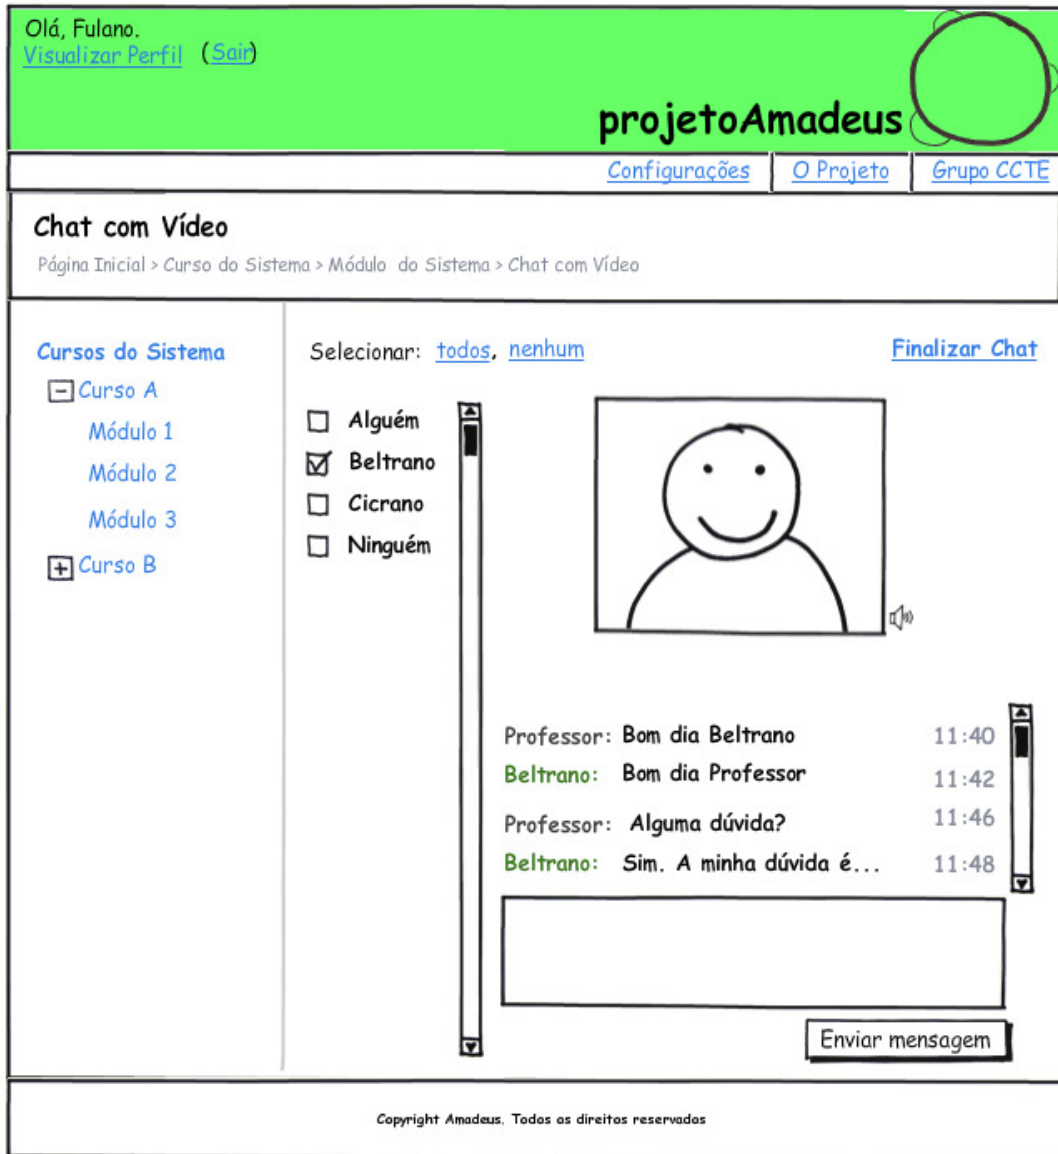 Olá, Fulano.
Visualizar Perfil (Sair)
projetoAmadeus
Configurações O Projeto Grupo CCTE
Chat com Vídeo
Página Inicial > Curso do Sistema > Módulo do Sistema > Chat com Vídeo
Cursos do Sistema
Curso A
Módulo 1
Módulo 2
Módulo 3
Curso B
Selecionar: todos, nenhum
Finalizar Chat
Alguém
Beltrano
Cicrano
Ninguém
Professor: Bom dia Beltrano 11:40
Beltrano: Bom dia Professor 11:42
Professor: Alguma dúvida? 11:46
Beltrano: Sim. A minha dúvida é... 11:48
Enviar mensagem
Copyright Amadeus. Todos os direitos reservados